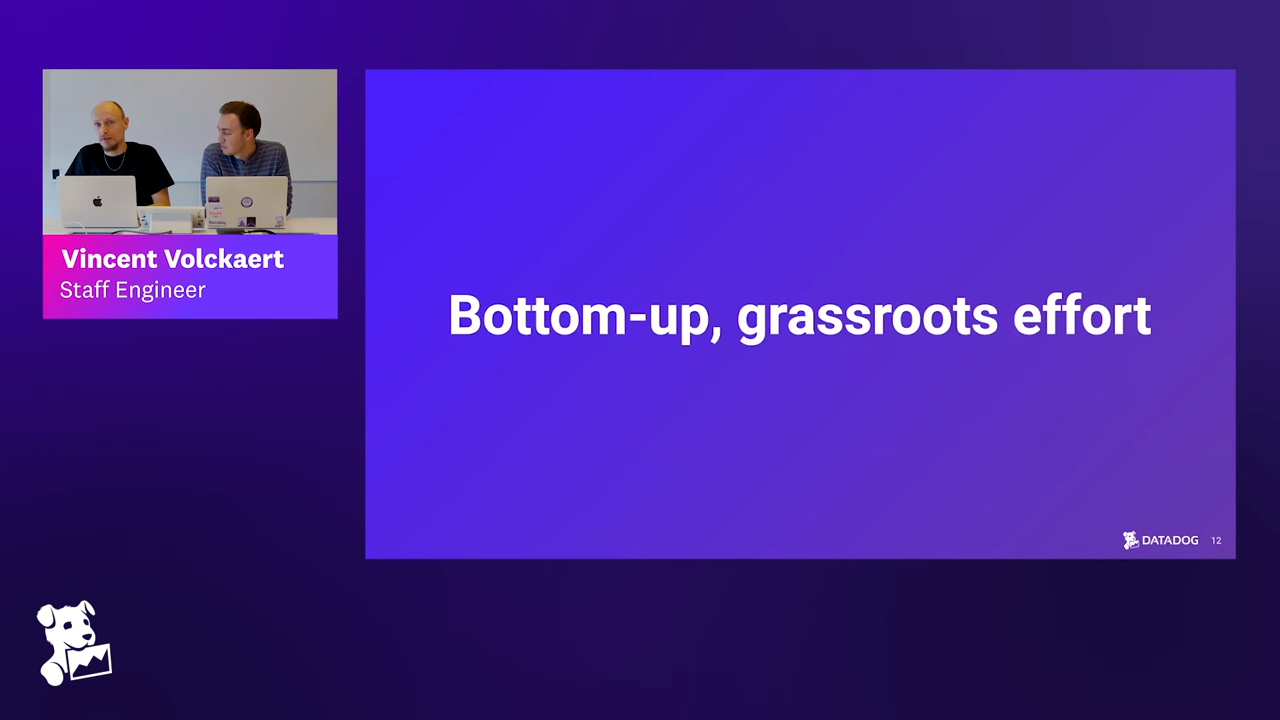 Vincent Volckaert
Staff Engineer
Bottom-up, grassroots effort
DATADOG 12